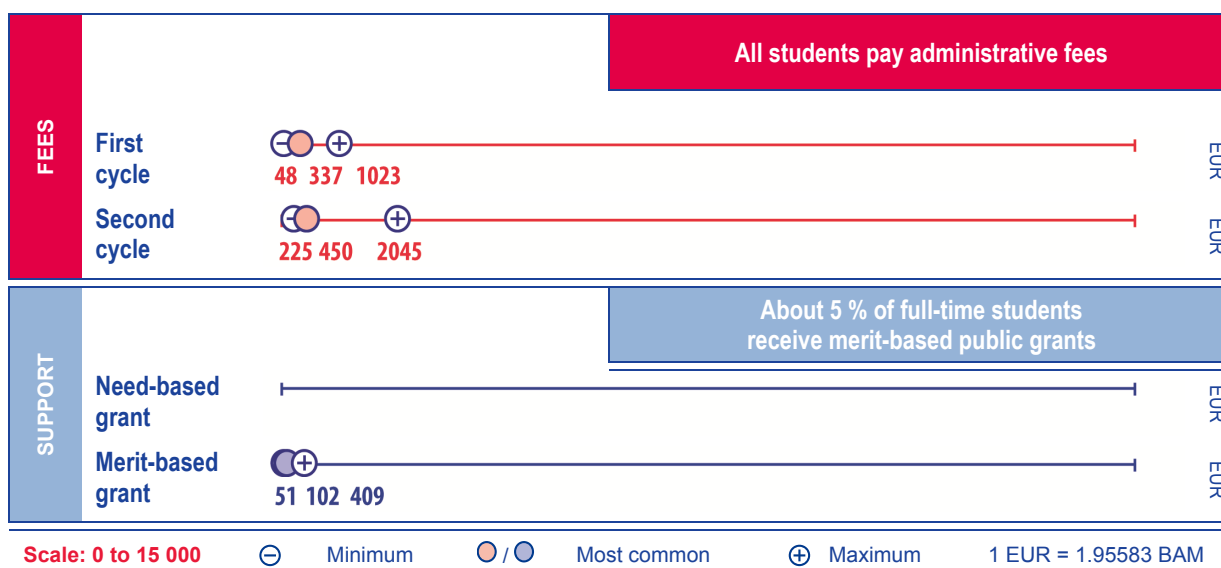 All students pay administrative fees
FEES
First
cycle
EUR
48 337 1023
Second
cycle
EUR
225 450 2045
About 5 % of full-time students
receive merit-based public grants
SUPPORT
Need-based
grant
EUR
Merit-based
grant
EUR
51 102 409
Scale: 0 to 15 000 Minimum / Most common Maximum 1 EUR = 1.95583 BAM